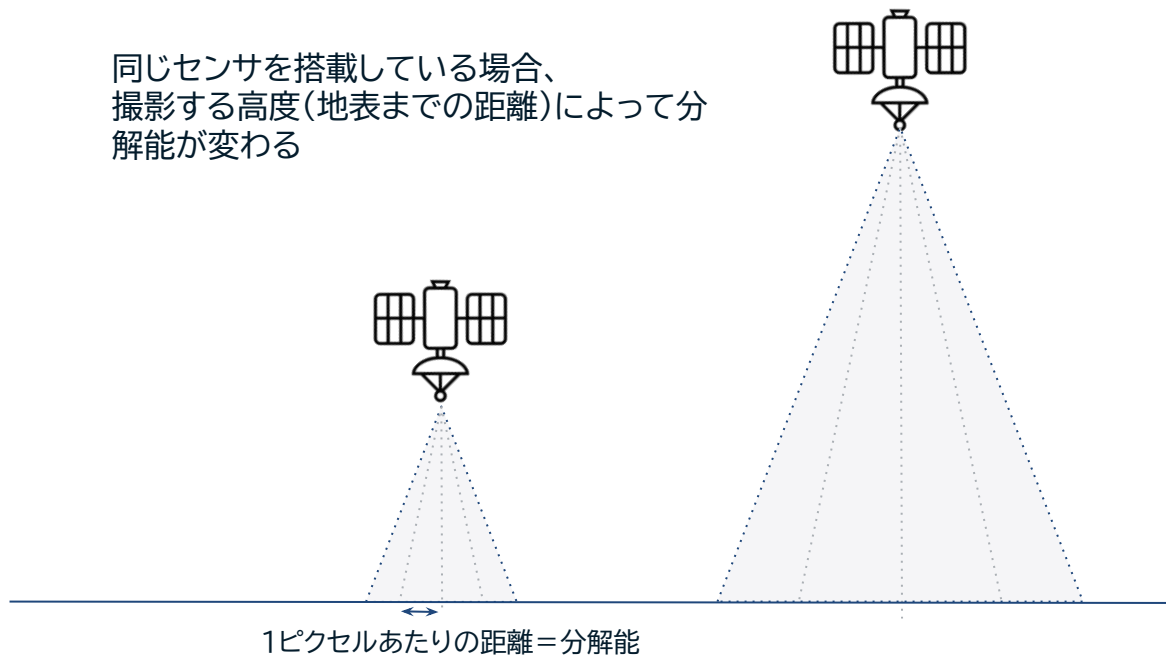 同じセンサを搭載している場合、
撮影する高度(地表までの距離)によって分
解能が変わる
1ピクセルあたりの距離＝分解能